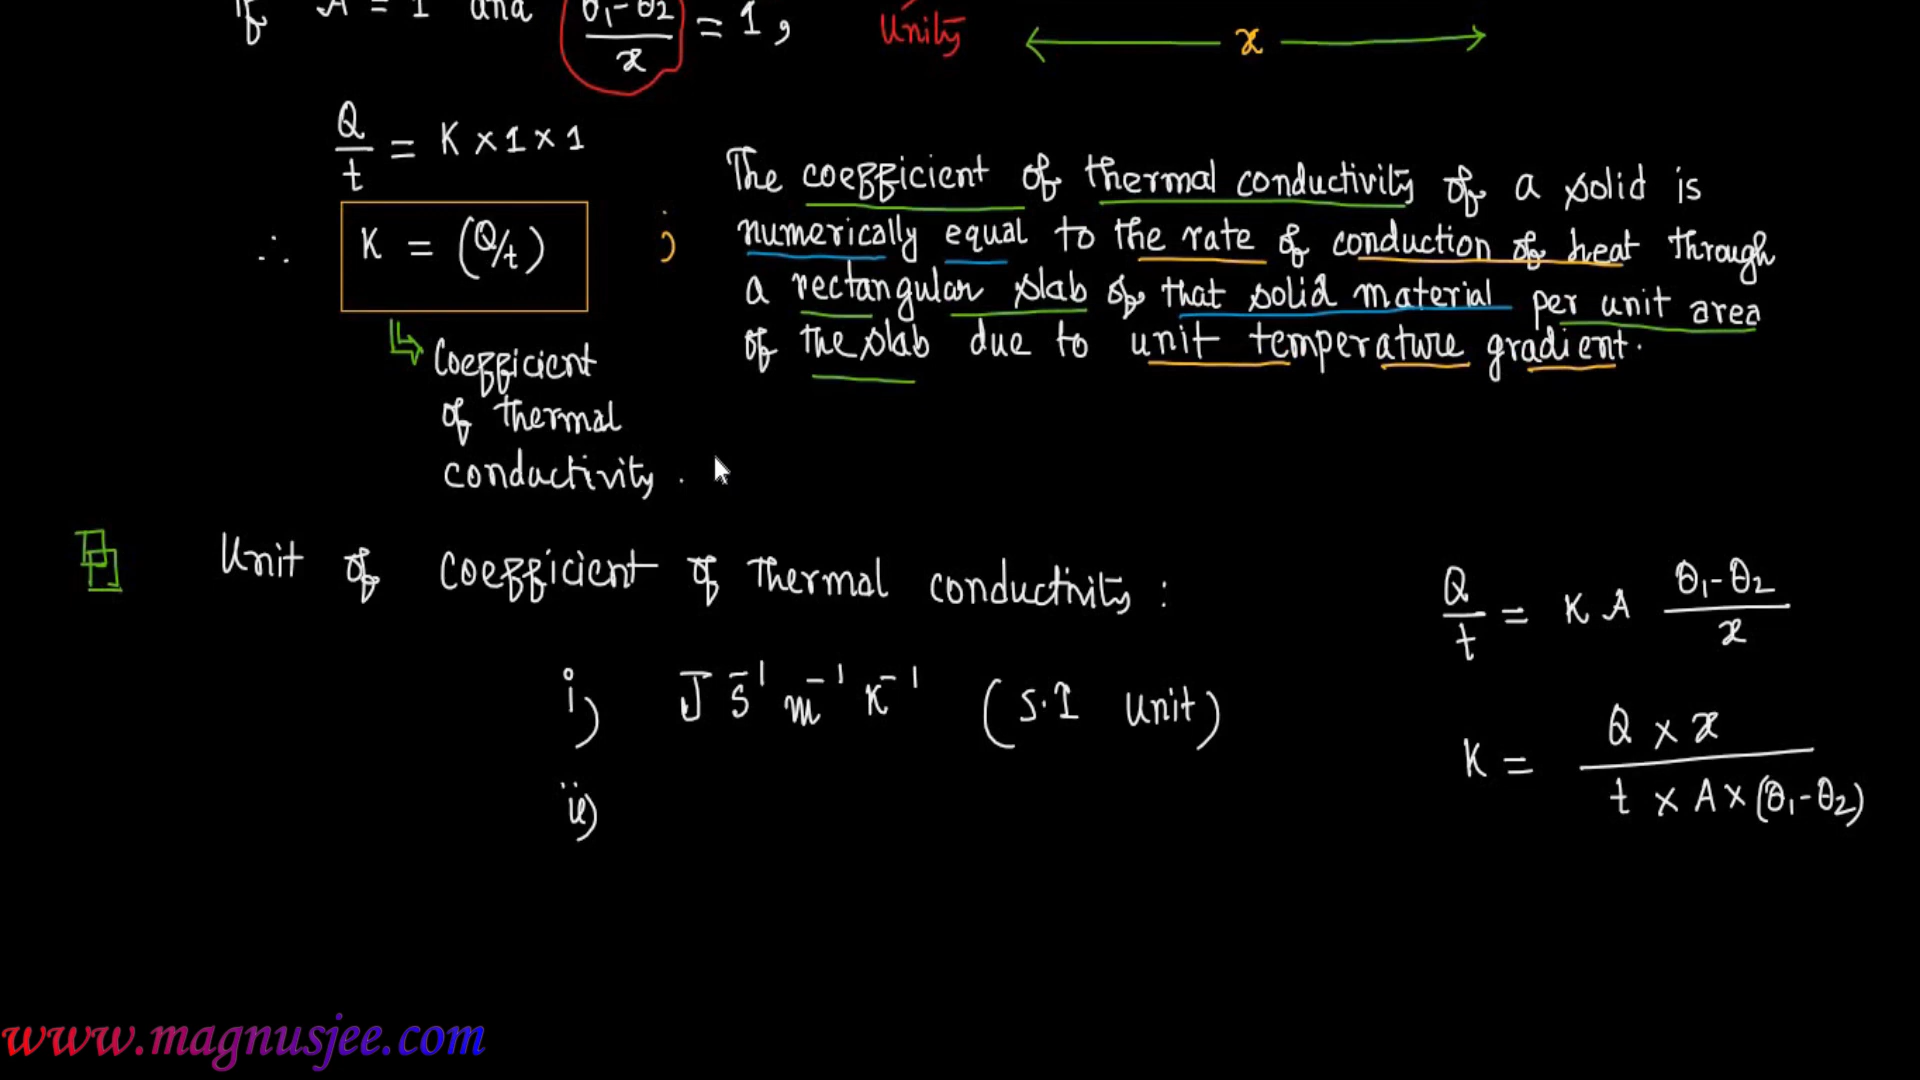 If A = 1 and (θ₁-θ₂)/x = 1, Unity x
Q/t = K × 1 × 1
∴ K = (Q/t) ;
The coefficient of thermal conductivity of a solid is
numerically equal to the rate of conduction of heat through
a rectangular slab of that solid material per unit area
of the slab due to unit temperature gradient.
Coefficient
of thermal
conductivity.
Unit of coefficient of thermal conductivity :
i) J S⁻¹ m⁻¹ K⁻¹ (S.I Unit)
ii)
Q/t = K A (θ₁-θ₂)/x
K = (Q × x)/(t × A × (θ₁-θ₂))
www.magnusjee.com